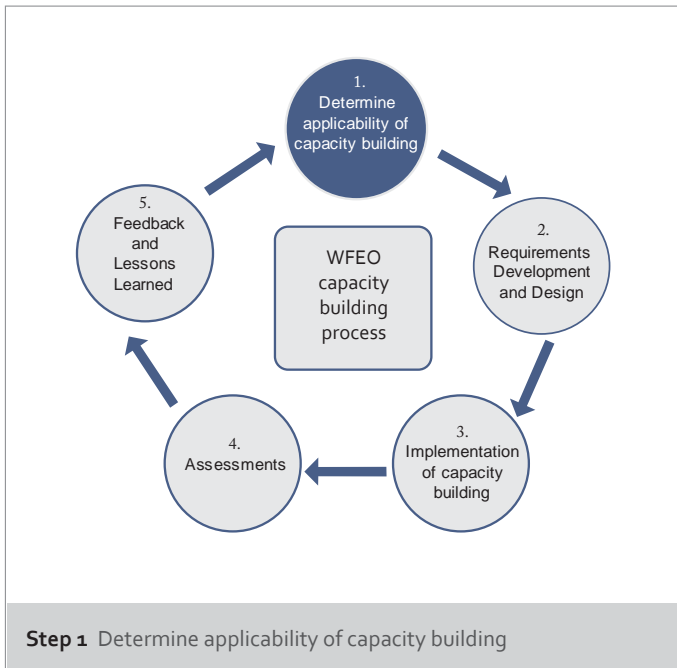 1.
Determine
applicability of
capacity building
2.
Requirements
Development
and Design
3.
Implementation
of capacity
building
4.
Assessments
5.
Feedback
and
Lessons
Learned
WFEO
capacity
building
process
Step 1 Determine applicability of capacity building